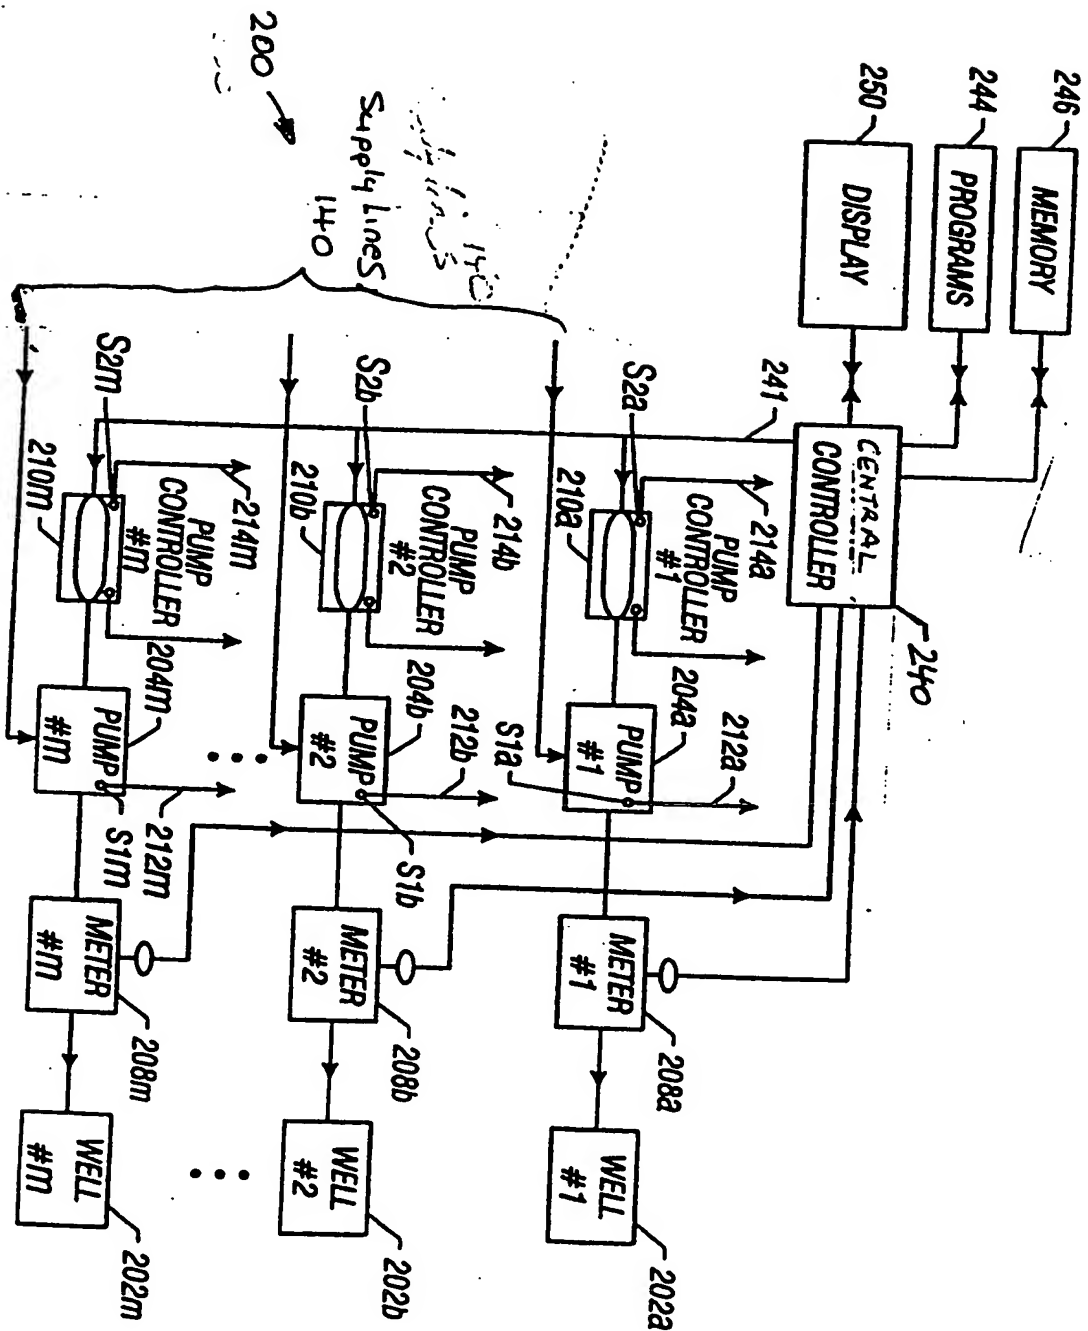 246
MEMORY
244
PROGRAMS
250
DISPLAY
CENTRAL
CONTROLLER
240
241
200
Supply Lines
140
140
S2a
214a
PUMP
CONTROLLER
#1
210a
204a
PUMP
#1
212a
S1a
METER
#1
208a
WELL
#1
202a
S2b
214b
PUMP
CONTROLLER
#2
210b
204b
PUMP
#2
212b
S1b
METER
#2
208b
WELL
#2
202b
S2m
214m
PUMP
CONTROLLER
#m
210m
204m
PUMP
#m
212m
S1m
METER
#m
208m
WELL
#m
202m